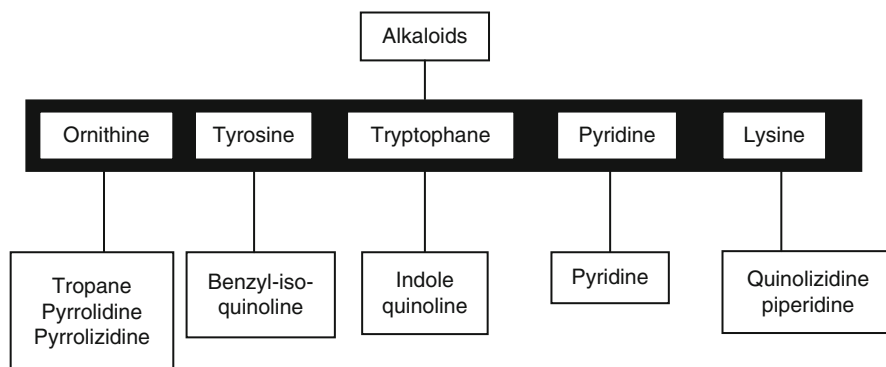 Alkaloids
Ornithine
Tyrosine
Tryptophane
Pyridine
Lysine
Tropane
Pyrrolidine
Pyrrolizidine
Benzyl-iso-
quinoline
Indole
quinoline
Pyridine
Quinolizidine
piperidine